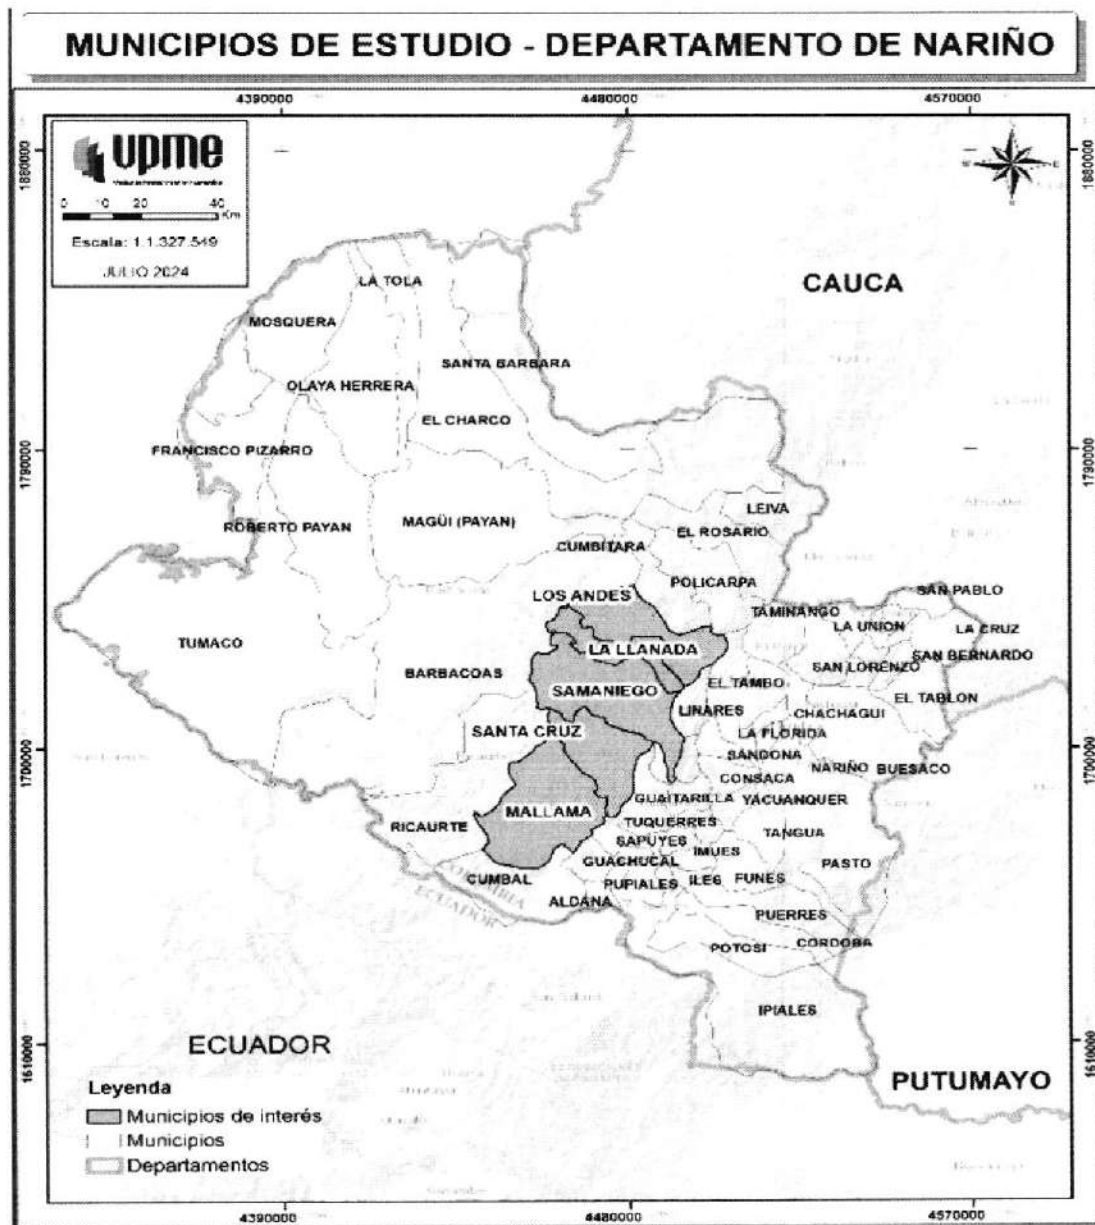 MUNICIPIOS DE ESTUDIO - DEPARTAMENTO DE NARIÑO
4390000
4480000
4570000
1880000
1880000
upme
0 10 20 40 Km
Escala: 1:1.327.549
JULIO 2024
E
LA TOLA
CAUCA
MOSQUERA
SANTA BARBARA
OLAYA HERRERA
EL CHARCO
1790000
FRANCISCO PIZARRO
1790000
LEIVA
ROBERTO PAYAN
MAGÜI (PAYAN)
EL ROSARIO
CUMBITARA
POLICARPA
LOS ANDES
SAN PABLO
TAMINANGO
LA UNION
LA CRUZ
TUMACO
LA LLANADA
SAN BERNARDO
BARBACOAS
SAN LORENZO
SAMANIEGO
EL TAMBO
EL TABLON
LINARES
CHACHAGUI
SANTA CRUZ
LA FLORIDA
1700000
SANDONA
1700000
NARIÑO
BUESACO
CONSACA
GUAITARILLA
YACUANQUER
MALLAMA
TUQUERRES
RICAURTE
TANGUA
SAPUYES
IMUES
GUACHUCAL
PASTO
CUMBAL
PUPIALES
ILES
FUNES
COLOMBIA
ECUADOR
ALDANA
PUERRES
POTOSI
CORDOBA
IPIALES
ECUADOR
1610000
1610000
PUTUMAYO
Leyenda
Municipios de interés
Municipios
Departamentos
4390000
4480000
4570000